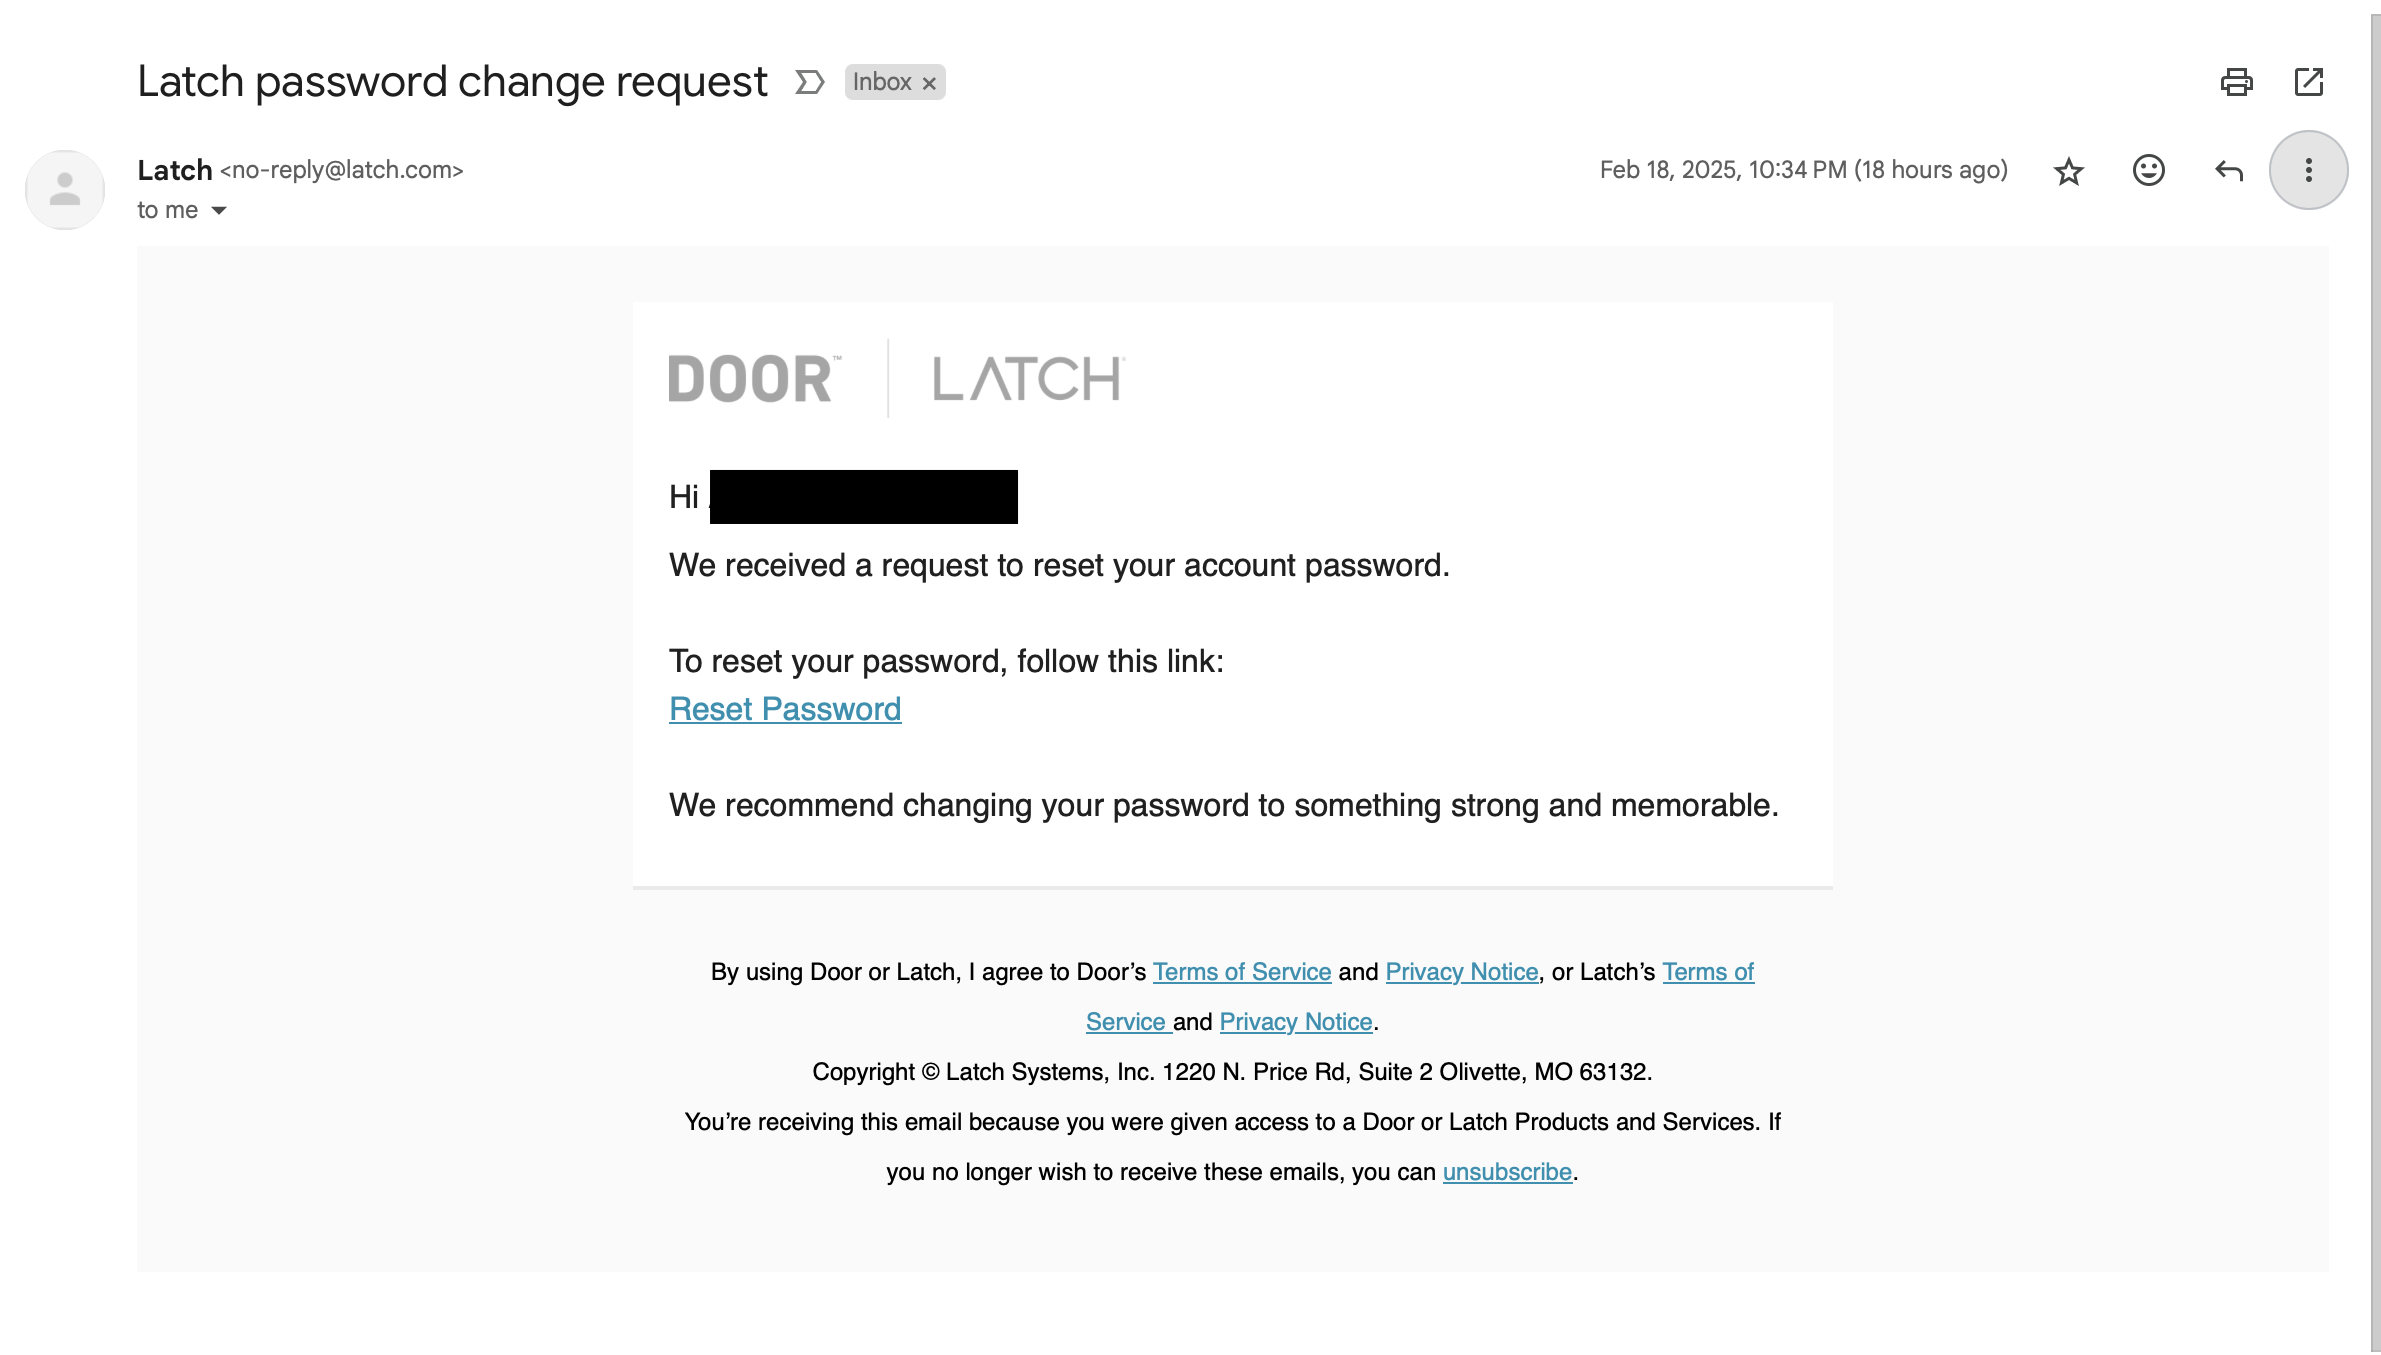 Latch password change request
Inbox
Latch <no-reply@latch.com>
Feb 18, 2025, 10:34 PM (18 hours ago)
to me
DOOR™
LATCH
Hi
We received a request to reset your account password.
To reset your password, follow this link:
Reset Password
We recommend changing your password to something strong and memorable.
By using Door or Latch, I agree to Door’s Terms of Service and Privacy Notice, or Latch’s Terms of
Service and Privacy Notice.
Copyright © Latch Systems, Inc. 1220 N. Price Rd, Suite 2 Olivette, MO 63132.
You’re receiving this email because you were given access to a Door or Latch Products and Services. If
you no longer wish to receive these emails, you can unsubscribe.